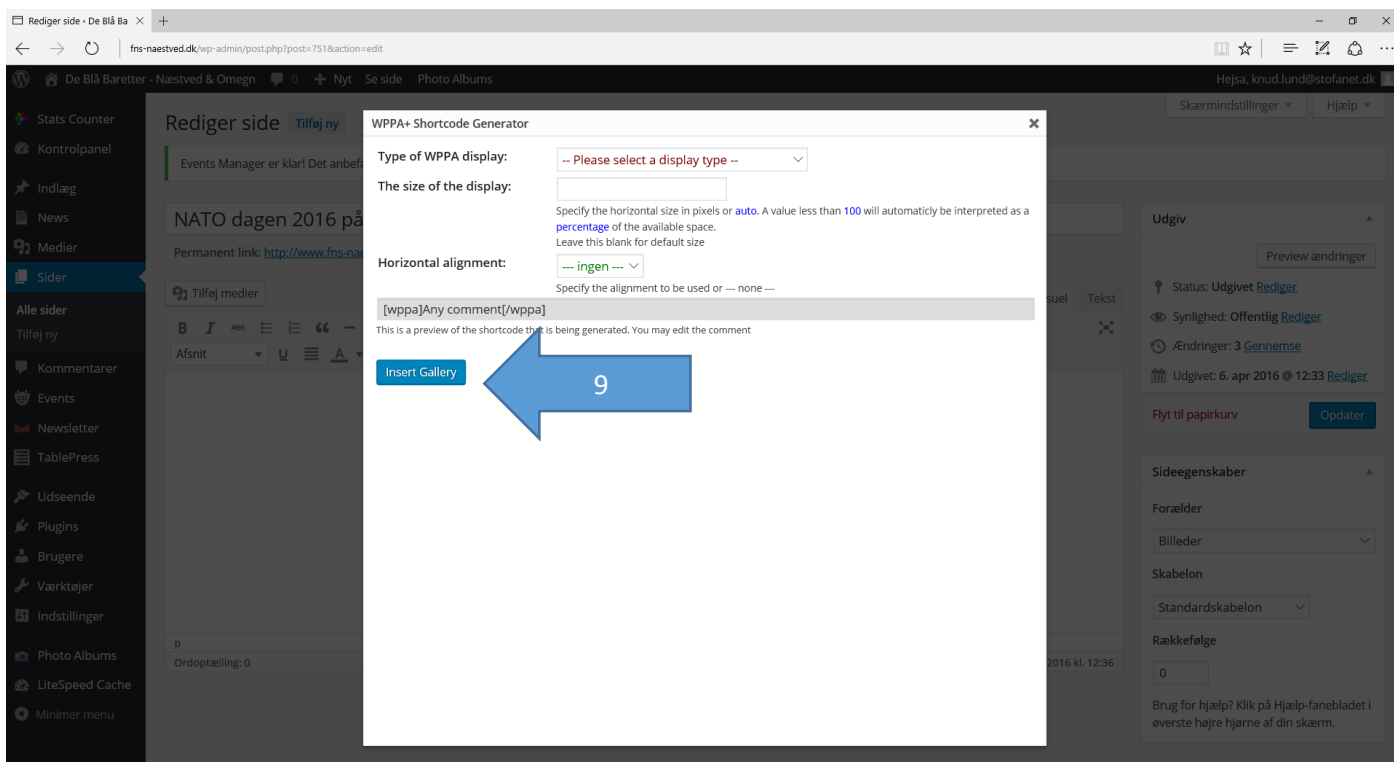 Rediger side ‹ De Blå Ba
fns-naestved.dk/wp-admin/post.php?post=751&action=edit
De Blå Baretter - Næstved & Omegn 0 Nyt Se side Photo Albums Hejsa, knud.lund@stofanet.dk
Skærmindstillinger Hjælp
Stats Counter
Kontrolpanel
Indlæg
News
Medier
Sider
Alle sider
Tilføj ny
Kommentarer
Events
Newsletter
TablePress
Udseende
Plugins
Brugere
Værktøjer
Indstillinger
Photo Albums
LiteSpeed Cache
Minimer menu
Rediger side Tilføj ny
Events Manager er klar! Det anbef
NATO dagen 2016 på
Permanent link: http://www.fns-na
Tilføj medier
suel Tekst
B I ABC
Afsnit U A
p
Ordoptælling: 0
2016 kl. 12:36
WPPA+ Shortcode Generator
Type of WPPA display: -- Please select a display type --
The size of the display:
Specify the horizontal size in pixels or auto. A value less than 100 will automaticly be interpreted as a
percentage of the available space.
Leave this blank for default size
Horizontal alignment: --- ingen ---
Specify the alignment to be used or --- none ---
[wppa]Any comment[/wppa]
This is a preview of the shortcode that is being generated. You may edit the comment
Insert Gallery
9
Udgiv
Preview ændringer
Status: Udgivet Rediger
Synlighed: Offentlig Rediger
Ændringer: 3 Gennemse
Udgivet: 6. apr 2016 @ 12:33 Rediger
Flyt til papirkurv Opdater
Sideegenskaber
Forælder
Billeder
Skabelon
Standardskabelon
Rækkefølge
0
Brug for hjælp? Klik på Hjælp-fanebladet i
øverste højre hjørne af din skærm.